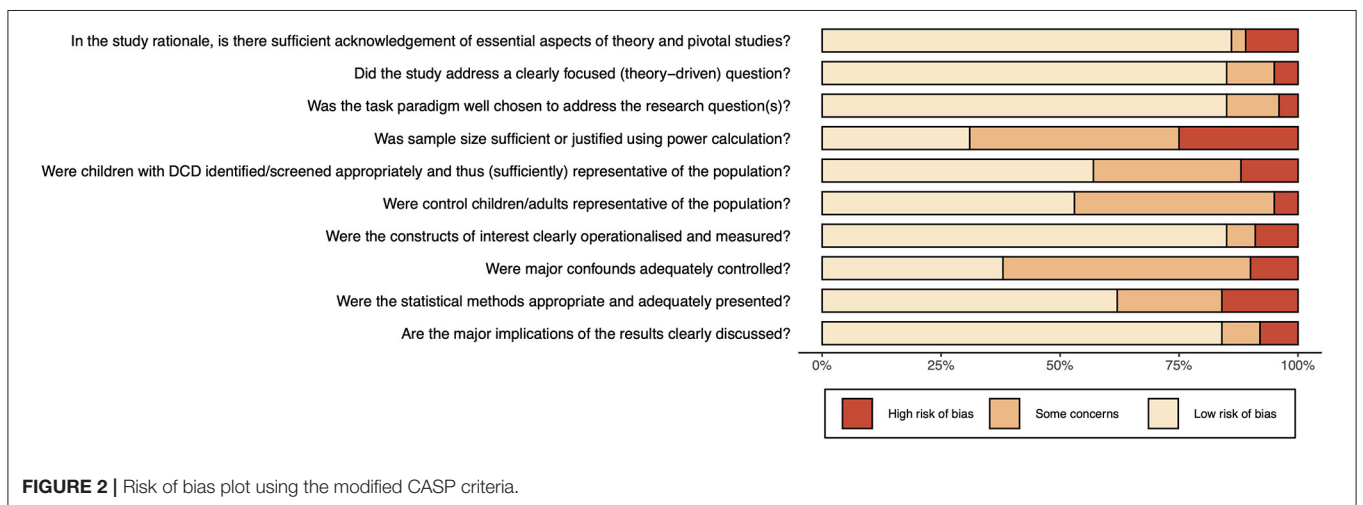 In the study rationale, is there sufficient acknowledgement of essential aspects of theory and pivotal studies?
Did the study address a clearly focused (theory−driven) question?
Was the task paradigm well chosen to address the research question(s)?
Was sample size sufficient or justified using power calculation?
Were children with DCD identified/screened appropriately and thus (sufficiently) representative of the population?
Were control children/adults representative of the population?
Were the constructs of interest clearly operationalised and measured?
Were major confounds adequately controlled?
Were the statistical methods appropriate and adequately presented?
Are the major implications of the results clearly discussed?
0% 25% 50% 75% 100%
High risk of bias Some concerns Low risk of bias
FIGURE 2 | Risk of bias plot using the modified CASP criteria.